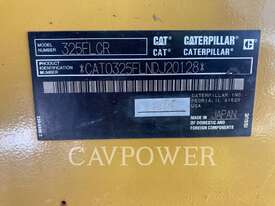 MODEL 325FLCR CAT CATERPILLAR
CAT CATERPILLAR
PRODUCT IDENTIFICATION NUMBER *CAT0325FLNDJ20128*
CATERPILLAR INC.
PEORIA, IL 61629
USA
MADE IN JAPAN
OF DOMESTIC AND
FOREIGN COMPONENTS
CAVPOWER